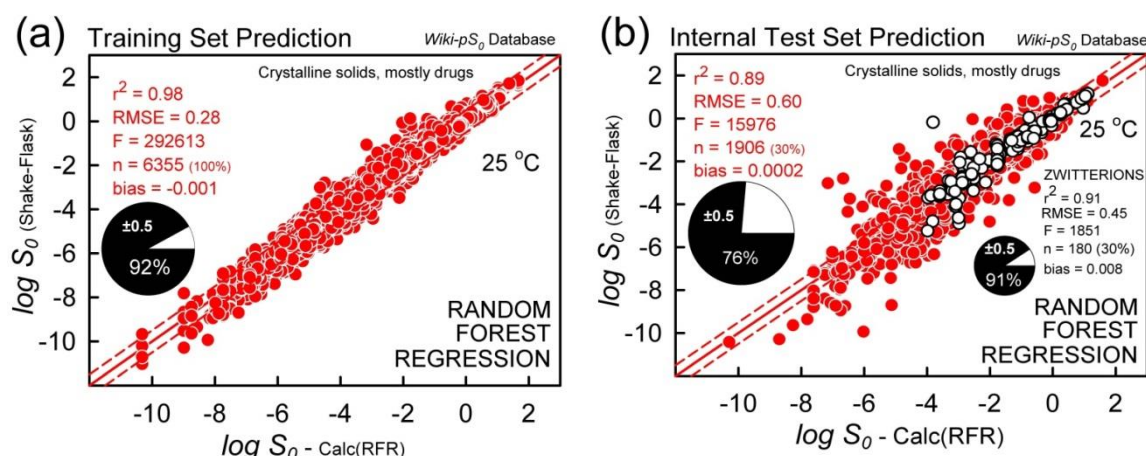 (a) Training Set Prediction Wiki-pS0 Database
Crystalline solids, mostly drugs
r2 = 0.98
RMSE = 0.28
F = 292613
n = 6355 (100%)
bias = -0.001
25 oC
±0.5
92%
RANDOM
FOREST
REGRESSION
log S0 (Shake-Flask)
2
0
-2
-4
-6
-8
-10
-10 -8 -6 -4 -2 0 2
log S0 - Calc(RFR)
(b) Internal Test Set Prediction Wiki-pS0 Database
Crystalline solids, mostly drugs
r2 = 0.89
RMSE = 0.60
F = 15976
n = 1906 (30%)
bias = 0.0002
25 oC
±0.5
76%
ZWITTERIONS
r2 = 0.91
RMSE = 0.45
F = 1851
n = 180 (30%)
bias = 0.008
±0.5
91%
RANDOM
FOREST
REGRESSION
log S0 (Shake-Flask)
2
0
-2
-4
-6
-8
-10
-10 -8 -6 -4 -2 0 2
log S0 - Calc(RFR)